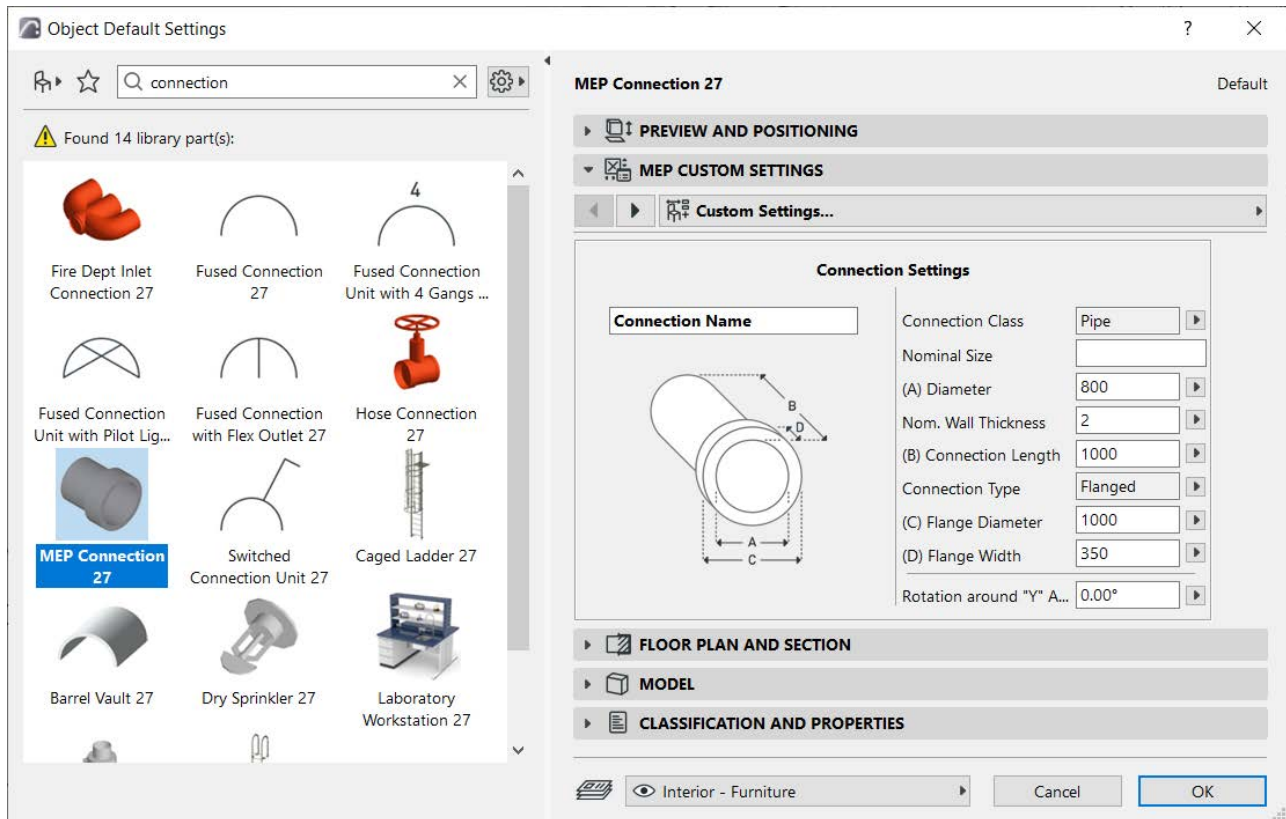 Object Default Settings
?
connection
Found 14 library part(s):
Fire Dept Inlet
Connection 27
Fused Connection
27
4
Fused Connection
Unit with 4 Gangs ...
Fused Connection
Unit with Pilot Lig...
Fused Connection
with Flex Outlet 27
Hose Connection
27
MEP Connection
27
Switched
Connection Unit 27
Caged Ladder 27
Barrel Vault 27
Dry Sprinkler 27
Laboratory
Workstation 27
MEP Connection 27
Default
PREVIEW AND POSITIONING
MEP CUSTOM SETTINGS
Custom Settings...
Connection Settings
Connection Name
B
D
A
C
Connection Class Pipe
Nominal Size
(A) Diameter 800
Nom. Wall Thickness 2
(B) Connection Length 1000
Connection Type Flanged
(C) Flange Diameter 1000
(D) Flange Width 350
Rotation around "Y" A... 0.00°
FLOOR PLAN AND SECTION
MODEL
CLASSIFICATION AND PROPERTIES
Interior - Furniture
Cancel
OK